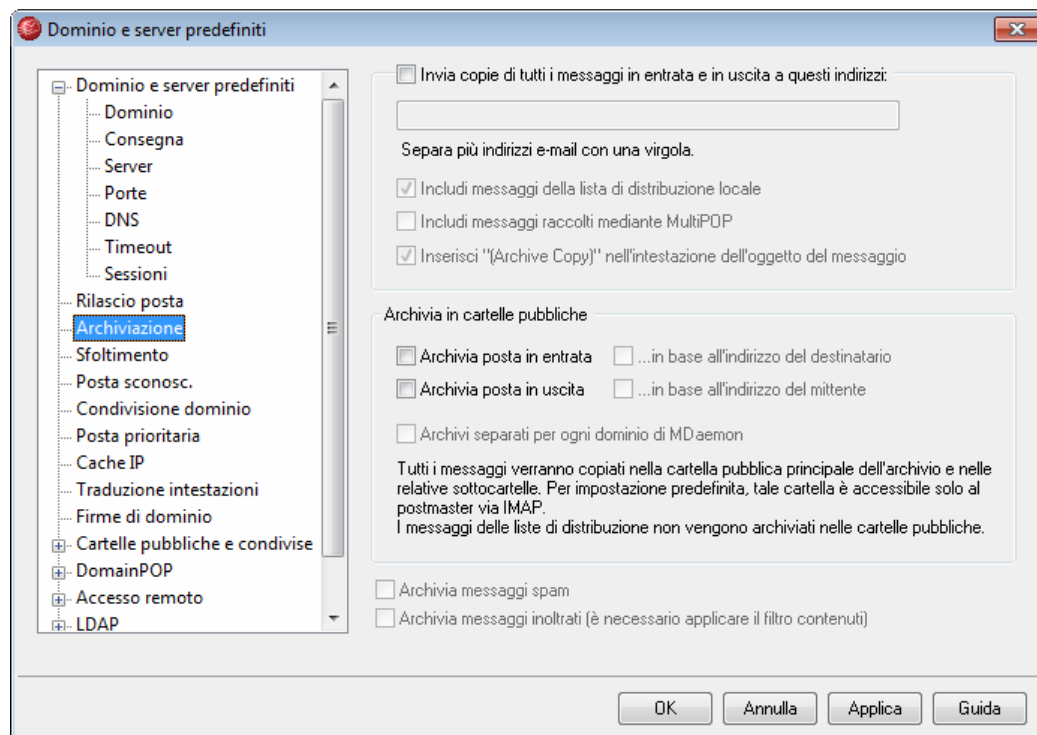 Dominio e server predefiniti
Dominio e server predefiniti
Dominio
Consegna
Server
Porte
DNS
Timeout
Sessioni
Rilascio posta
Archiviazione
Sfoltimento
Posta sconosc.
Condivisione dominio
Posta prioritaria
Cache IP
Traduzione intestazioni
Firme di dominio
Cartelle pubbliche e condivise
DomainPOP
Accesso remoto
LDAP
Invia copie di tutti i messaggi in entrata e in uscita a questi indirizzi:
Separa più indirizzi e-mail con una virgola.
Includi messaggi della lista di distribuzione locale
Includi messaggi raccolti mediante MultiPOP
Inserisci "(Archive Copy)" nell'intestazione dell'oggetto del messaggio
Archivia in cartelle pubbliche
Archivia posta in entrata ...in base all'indirizzo del destinatario
Archivia posta in uscita ...in base all'indirizzo del mittente
Archivi separati per ogni dominio di MDaemon
Tutti i messaggi verranno copiati nella cartella pubblica principale dell'archivio e nelle
relative sottocartelle. Per impostazione predefinita, tale cartella è accessibile solo al
postmaster via IMAP.
I messaggi delle liste di distribuzione non vengono archiviati nelle cartelle pubbliche.
Archivia messaggi spam
Archivia messaggi inoltrati (è necessario applicare il filtro contenuti)
OK Annulla Applica Guida